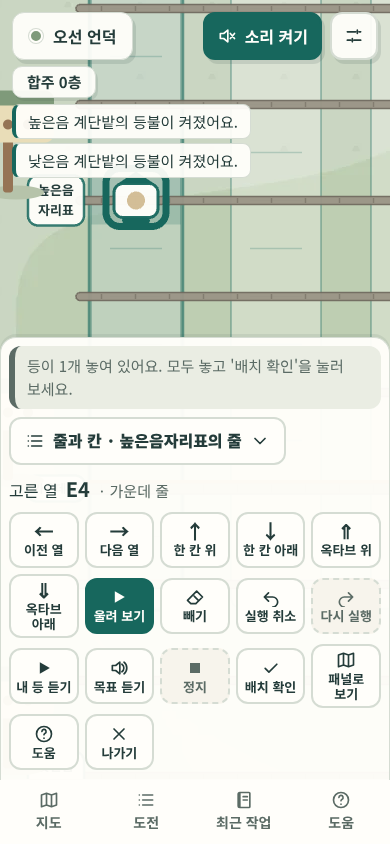 오선 언덕
소리 켜기
합주 0층
높은음 계단밭의 등불이 켜졌어요.
낮은음 계단밭의 등불이 켜졌어요.
높은음
자리표
등이 1개 놓여 있어요. 모두 놓고 '배치 확인'을 눌러
보세요.
줄과 칸 · 높은음자리표의 줄
고른 열 E4 · 가운데 줄
이전 열
다음 열
한 칸 위
한 칸 아래
옥타브 위
옥타브
아래
울려 보기
빼기
실행 취소
다시 실행
내 등 듣기
목표 듣기
정지
배치 확인
패널로
보기
도움
나가기
지도
도전
최근 작업
도움